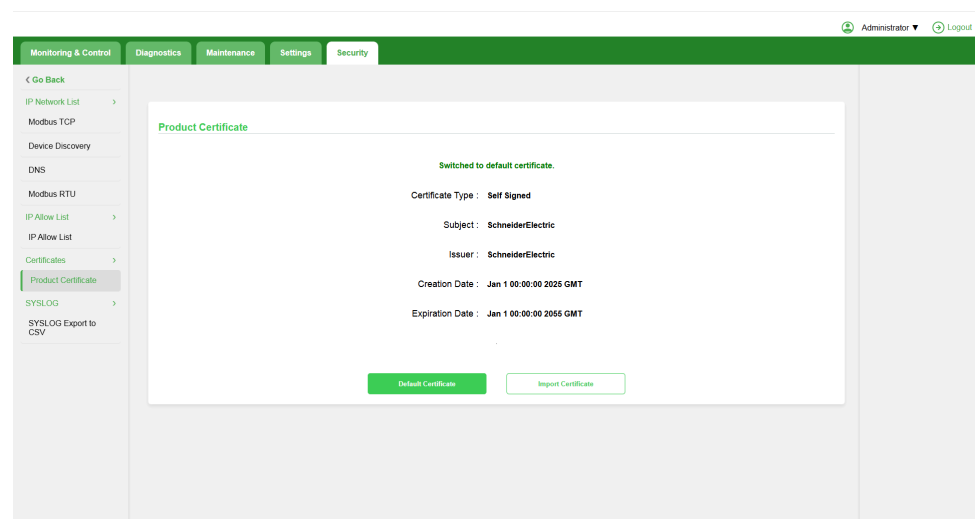 Administrator ▼ Logout
Monitoring & Control Diagnostics Maintenance Settings Security
< Go Back
IP Network List >
Modbus TCP
Device Discovery
DNS
Modbus RTU
IP Allow List >
IP Allow List
Certificates >
Product Certificate
SYSLOG >
SYSLOG Export to
CSV
Product Certificate
Switched to default certificate.
Certificate Type : Self Signed
Subject : SchneiderElectric
Issuer : SchneiderElectric
Creation Date : Jan 1 00:00:00 2025 GMT
Expiration Date : Jan 1 00:00:00 2055 GMT
.
Default Certificate Import Certificate